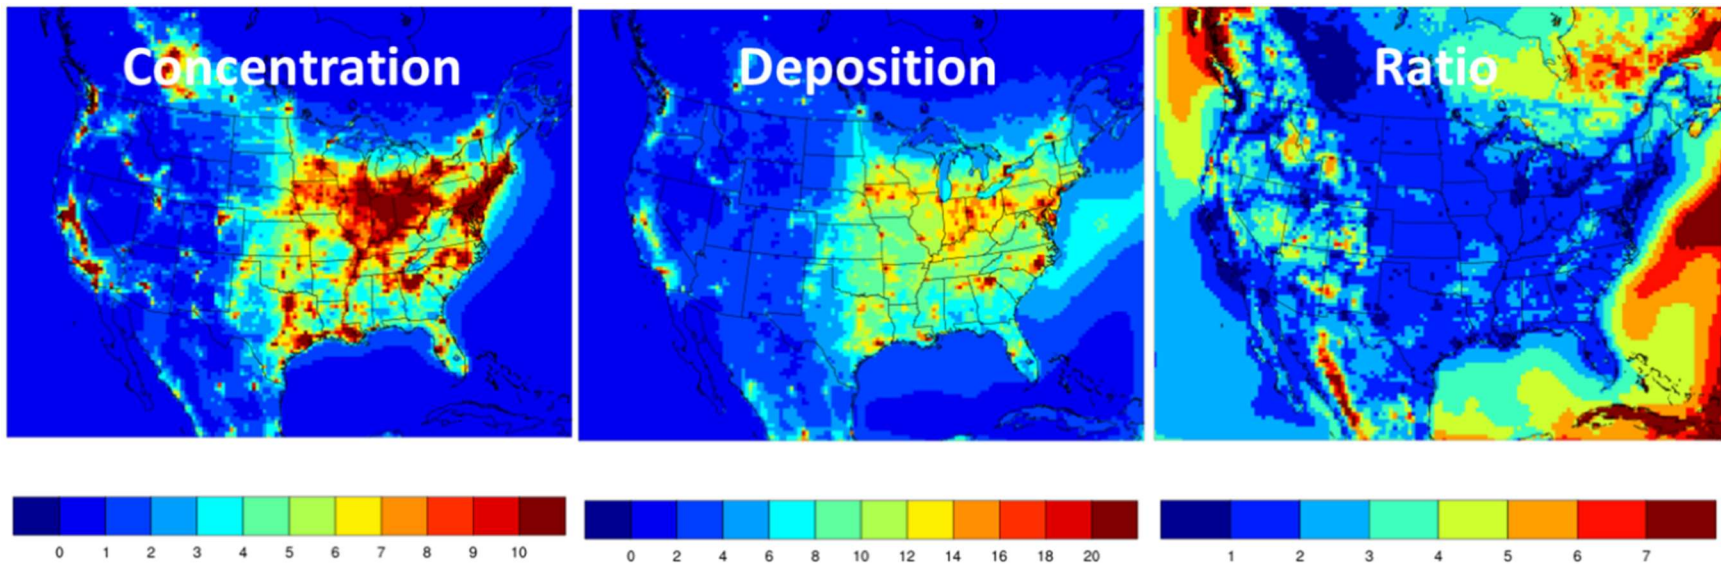 Concentration Deposition Ratio
0 1 2 3 4 5 6 7 8 9 10
0 2 4 6 8 10 12 14 16 18 20
1 2 3 4 5 6 7